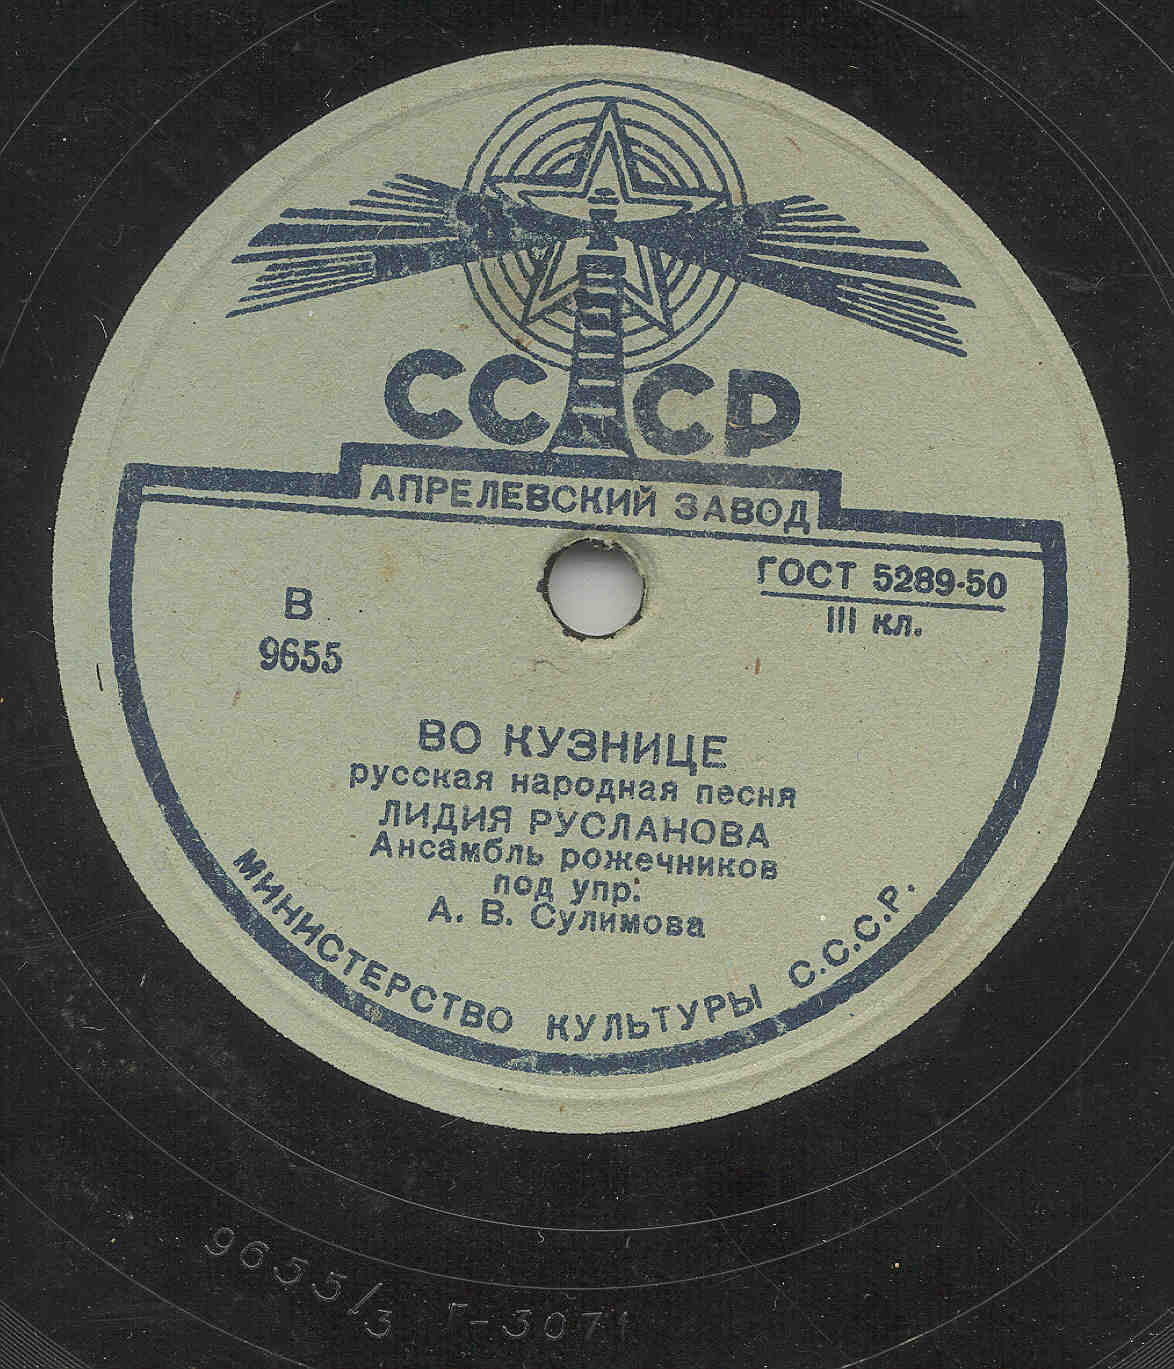 СССР
АПРЕЛЕВСКИЙ ЗАВОД
ГОСТ 5289-50
III кл.
В
9655
ВО КУЗНИЦЕ
русская народная песня
ЛИДИЯ РУСЛАНОВА
Ансамбль рожечников
под упр:
А. В. Сулимова
МИНИСТЕРСТВО КУЛЬТУРЫ С.С.С.Р.
9655/3 Г-3071